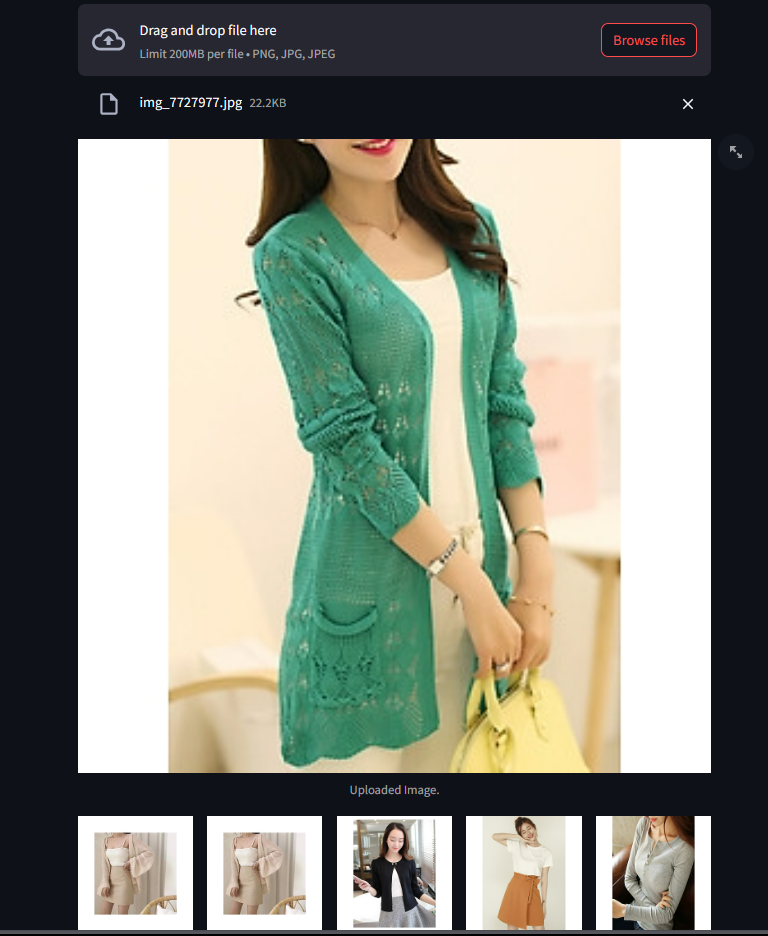 Drag and drop file here
Limit 200MB per file • PNG, JPG, JPEG
Browse files
img_7727977.jpg 22.2KB
Uploaded Image.